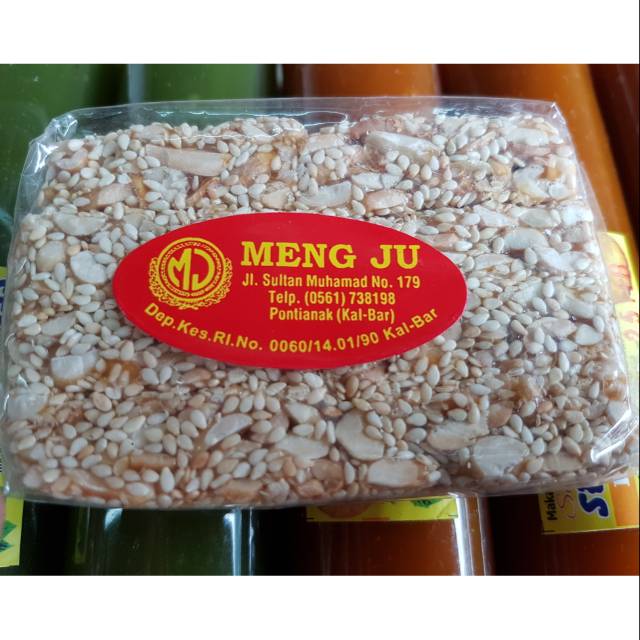 MJ
MENG JU
Jl. Sultan Muhamad No. 179
Telp. (0561) 738198
Pontianak (Kal-Bar)
Dep.Kes.RI.No. 0060/14.01/90 Kal-Bar